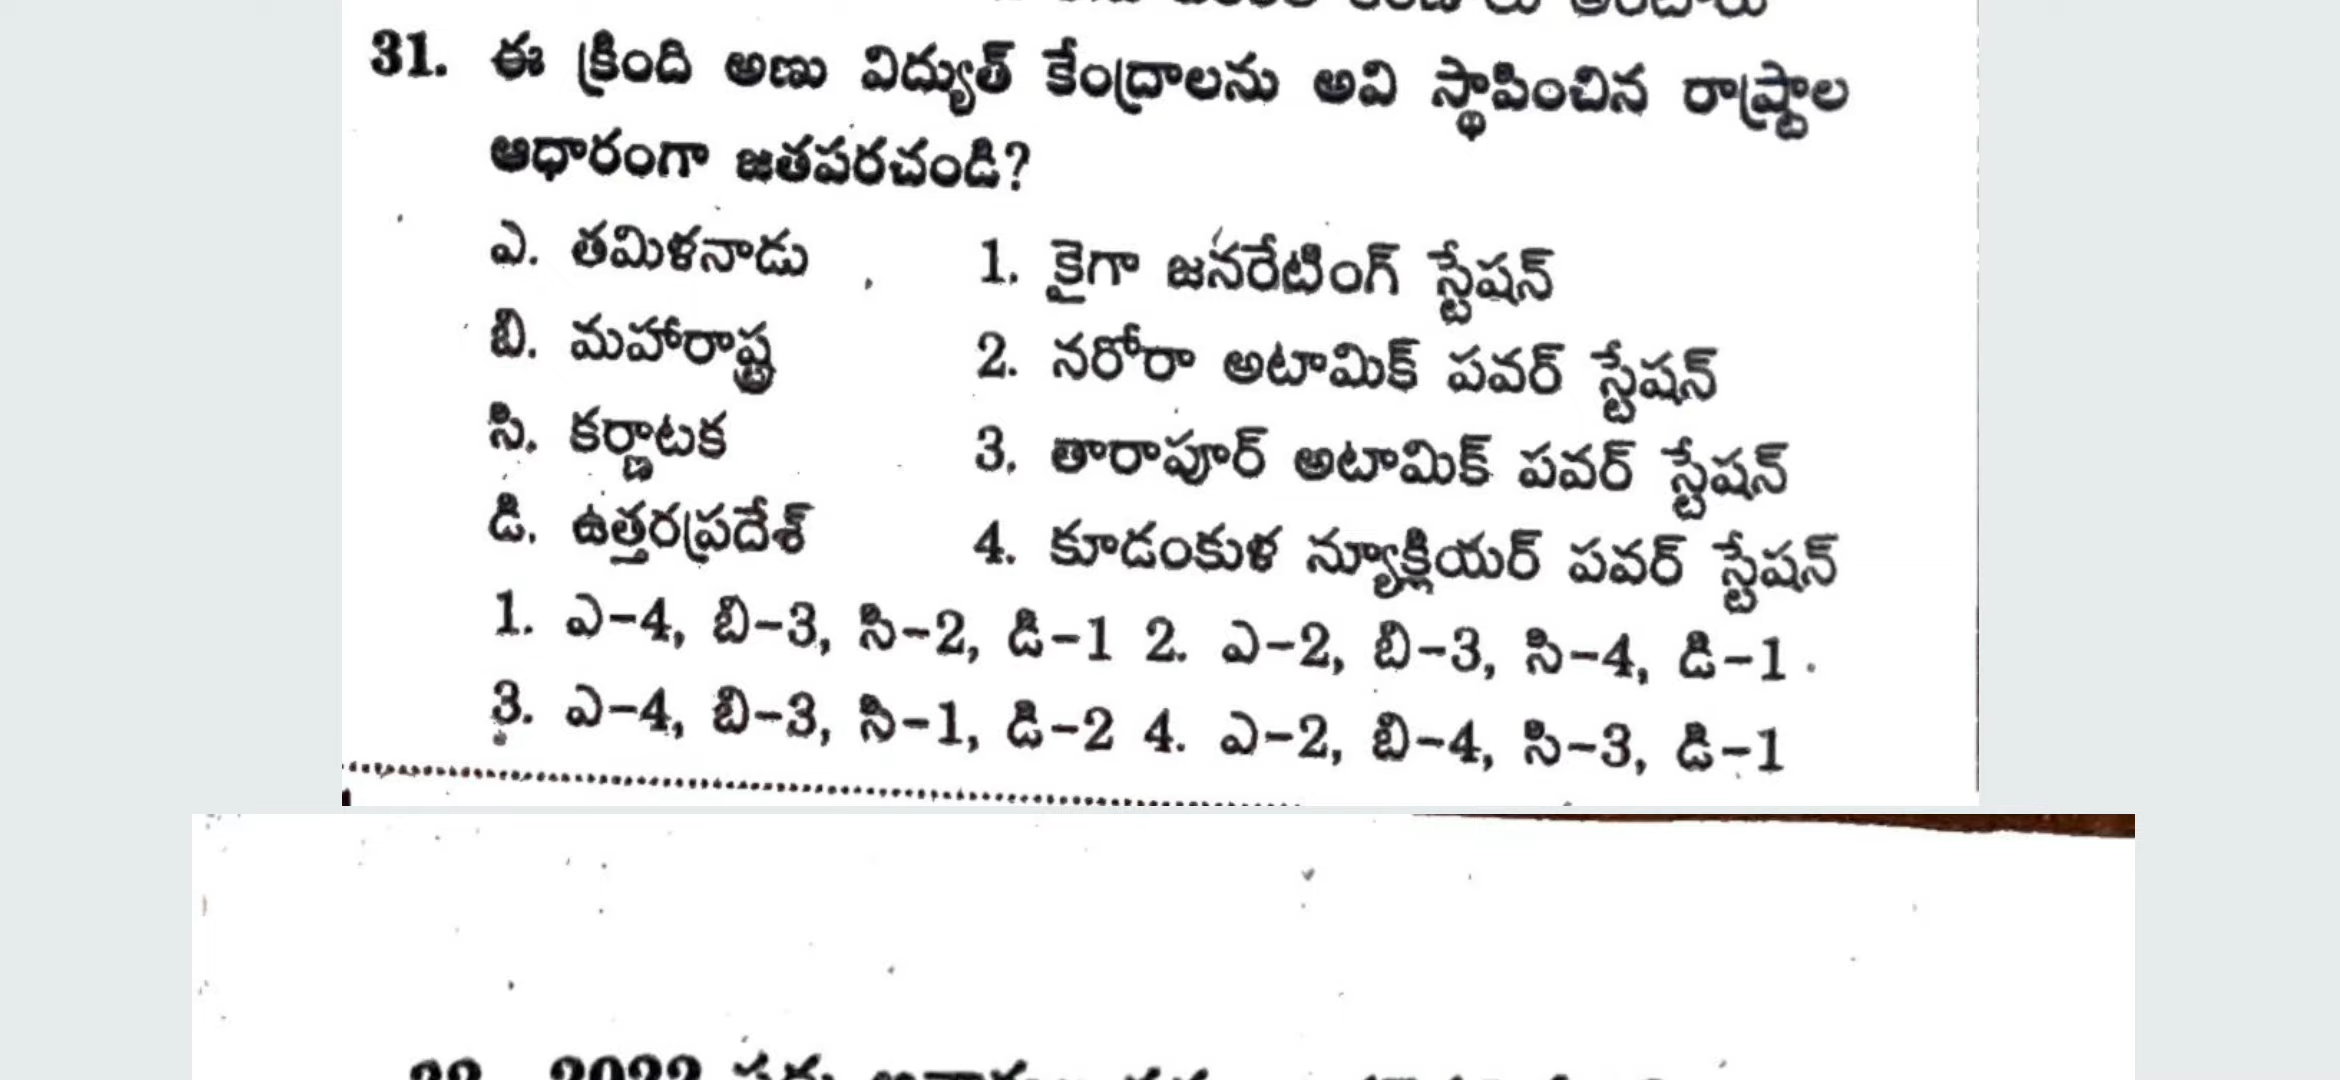 31. ఈ క్రింది అణు విద్యుత్ కేంద్రాలను అవి స్థాపించిన రాష్ట్రాల
ఆధారంగా జతపరచండి?
ఎ. తమిళనాడు 1. కైగా జనరేటింగ్ స్టేషన్
బి. మహారాష్ట్ర 2. నరోరా అటామిక్ పవర్ స్టేషన్
సి. కర్ణాటక 3. తారాపూర్ అటామిక్ పవర్ స్టేషన్
డి. ఉత్తరప్రదేశ్ 4. కూడంకుళ న్యూక్లియర్ పవర్ స్టేషన్
1. ఎ-4, బి-3, సి-2, డి-1 2. ఎ-2, బి-3, సి-4, డి-1
3. ఎ-4, బి-3, సి-1, డి-2 4. ఎ-2, బి-4, సి-3, డి-1
2022